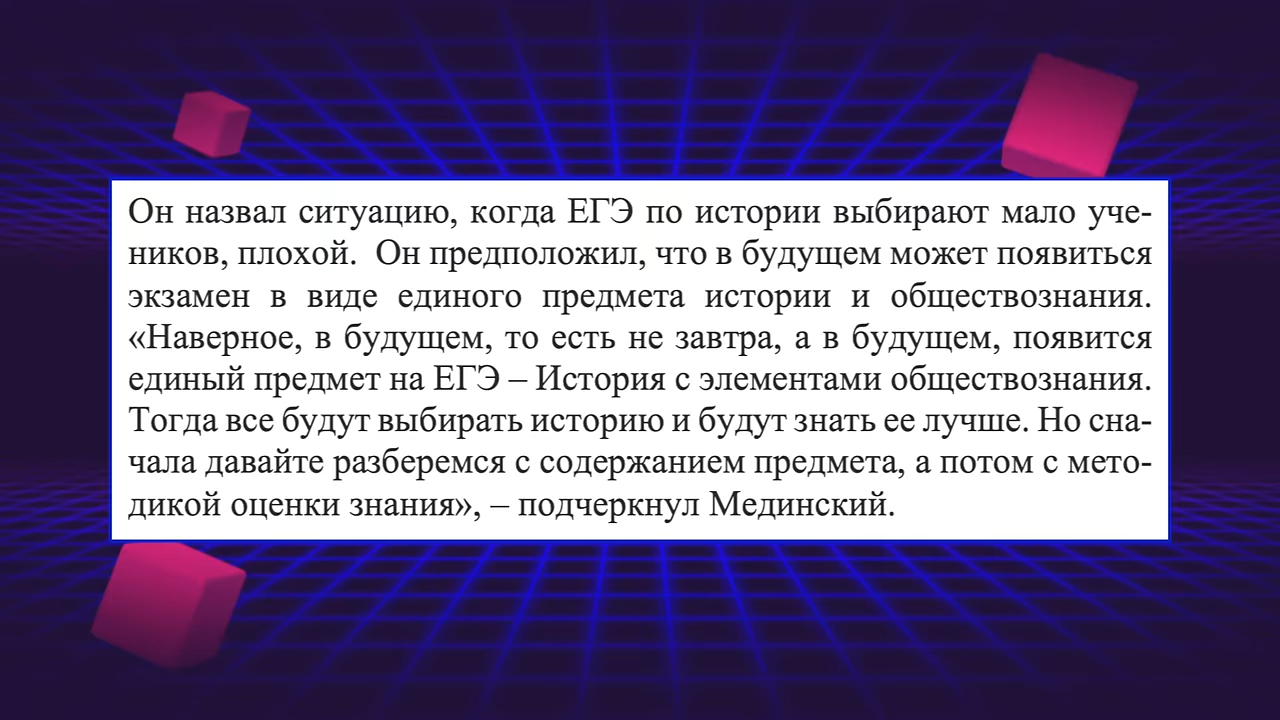 Он назвал ситуацию, когда ЕГЭ по истории выбирают мало уче-
ников, плохой. Он предположил, что в будущем может появиться
экзамен в виде единого предмета истории и обществознания.
«Наверное, в будущем, то есть не завтра, а в будущем, появится
единый предмет на ЕГЭ – История с элементами обществознания.
Тогда все будут выбирать историю и будут знать ее лучше. Но сна-
чала давайте разберемся с содержанием предмета, а потом с мето-
дикой оценки знания», – подчеркнул Мединский.